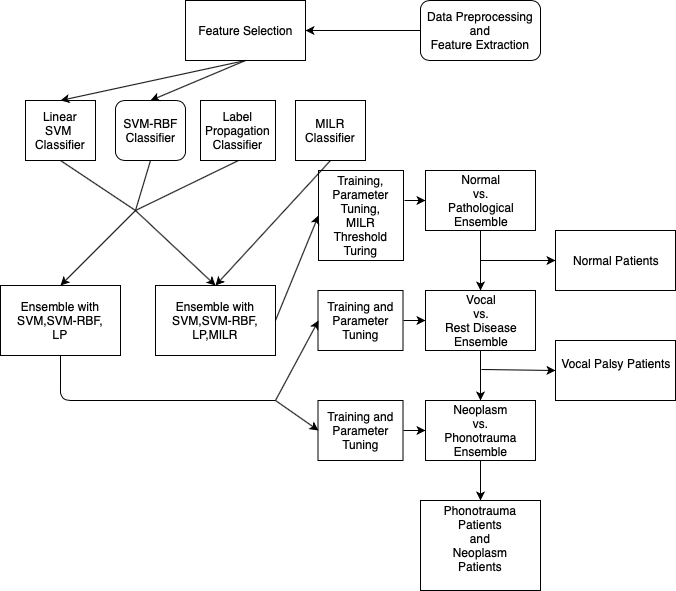 Feature Selection
Data Preprocessing
and
Feature Extraction
Linear
SVM
Classifier
SVM-RBF
Classifier
Label
Propagation
Classifier
MILR
Classifier
Training,
Parameter
Tuning,
MILR
Threshold
Turing
Normal
vs.
Pathological
Ensemble
Normal Patients
Ensemble with
SVM,SVM-RBF,
LP
Ensemble with
SVM,SVM-RBF,
LP,MILR
Training and
Parameter
Tuning
Vocal
vs.
Rest Disease
Ensemble
Vocal Palsy Patients
Training and
Parameter
Tuning
Neoplasm
vs.
Phonotrauma
Ensemble
Phonotrauma
Patients
and
Neoplasm
Patients